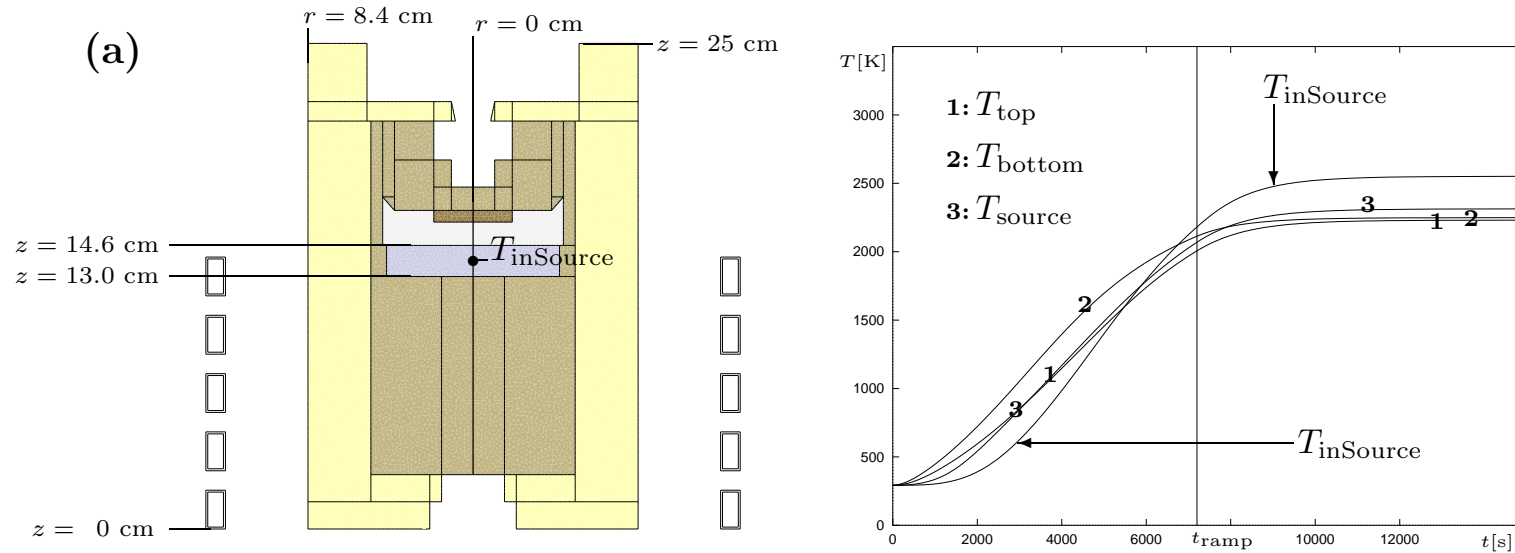 (a)
r = 8.4 cm
r = 0 cm
z = 25 cm
z = 14.6 cm
T_inSource
z = 13.0 cm
z = 0 cm
T[K]
3000
2500
2000
1500
1000
500
0
1: T_top
2: T_bottom
3: T_source
T_inSource
3
1
2
2
1
3
T_inSource
0
2000
4000
6000
t_ramp
10000
12000
t[s]